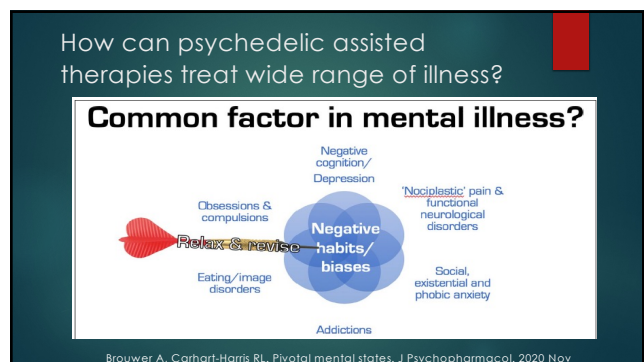 How can psychedelic assisted
therapies treat wide range of illness?
Common factor in mental illness?
Negative
cognition/
Depression
'Nociplastic' pain &
functional
neurological
disorders
Obsessions &
compulsions
Relax & revise
Negative
habits/
biases
Eating/image
disorders
Social,
existential and
phobic anxiety
Addictions
Brouwer A, Carhart-Harris RL. Pivotal mental states. J Psychopharmacol. 2020 Nov